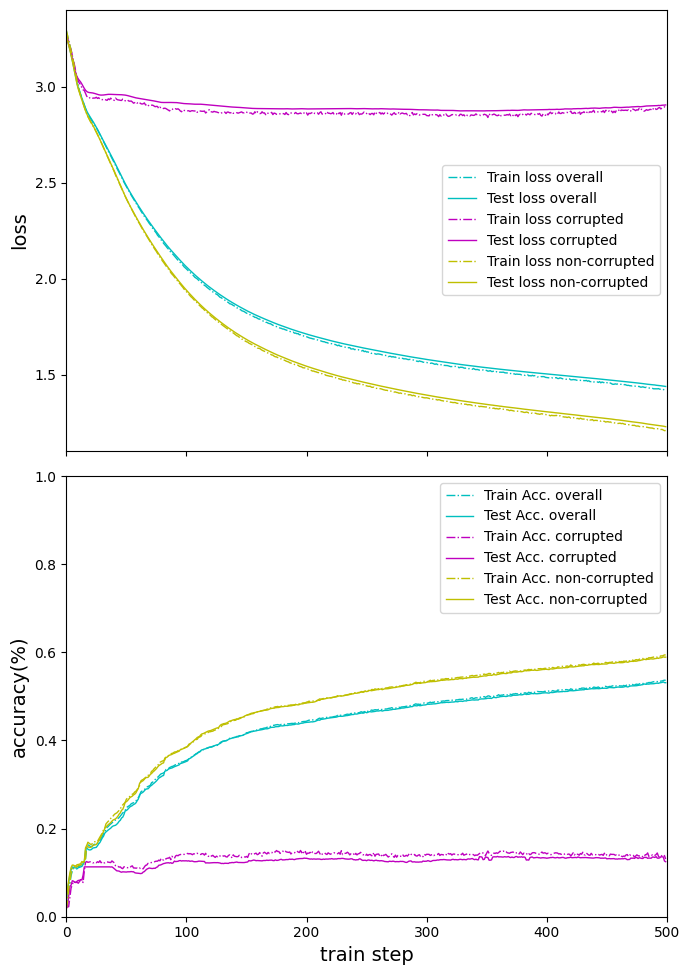 3.0
2.5
2.0
1.5
loss
Train loss overall
Test loss overall
Train loss corrupted
Test loss corrupted
Train loss non-corrupted
Test loss non-corrupted
1.0
0.8
0.6
0.4
0.2
0.0
accuracy(%)
Train Acc. overall
Test Acc. overall
Train Acc. corrupted
Test Acc. corrupted
Train Acc. non-corrupted
Test Acc. non-corrupted
0 100 200 300 400 500
train step